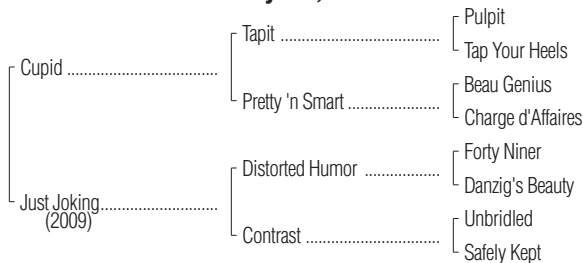 Pulpit
Tapit
Tap Your Heels
Cupid
Beau Genius
Pretty 'n Smart
Charge d'Affaires
Forty Niner
Distorted Humor
Danzig's Beauty
Just Joking
(2009)
Unbridled
Contrast
Safely Kept